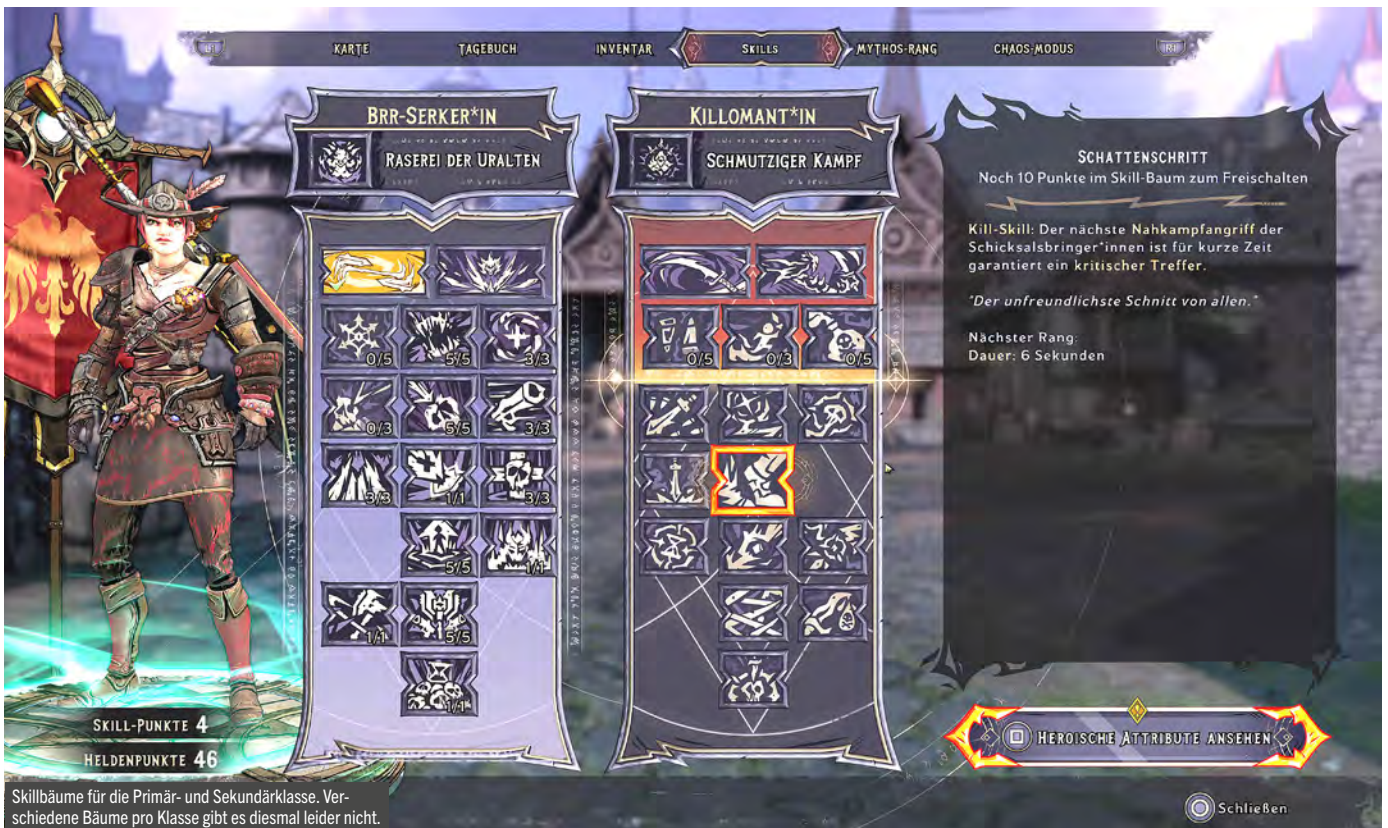 L1
KARTE
TAGEBUCH
INVENTAR
SKILLS
MYTHOS-RANG
CHAOS-MODUS
R1
BRR-SERKER*IN
RASEREI DER URALTEN
0/5
5/5
3/3
0/3
5/5
3/3
3/3
1/1
3/3
5/5
1/1
1/1
5/5
1/1
KILLOMANT*IN
SCHMUTZIGER KAMPF
0/5
0/3
0/5
SCHATTENSCHRITT
Noch 10 Punkte im Skill-Baum zum Freischalten
Kill-Skill: Der nächste Nahkampfangriff der
Schicksalsbringer*innen ist für kurze Zeit
garantiert ein kritischer Treffer.
"Der unfreundlichste Schnitt von allen."
Nächster Rang:
Dauer: 6 Sekunden
SKILL-PUNKTE 4
HELDENPUNKTE 46
HEROISCHE ATTRIBUTE ANSEHEN
Schließen
Skillbäume für die Primär- und Sekundärklasse. Ver-
schiedene Bäume pro Klasse gibt es diesmal leider nicht.